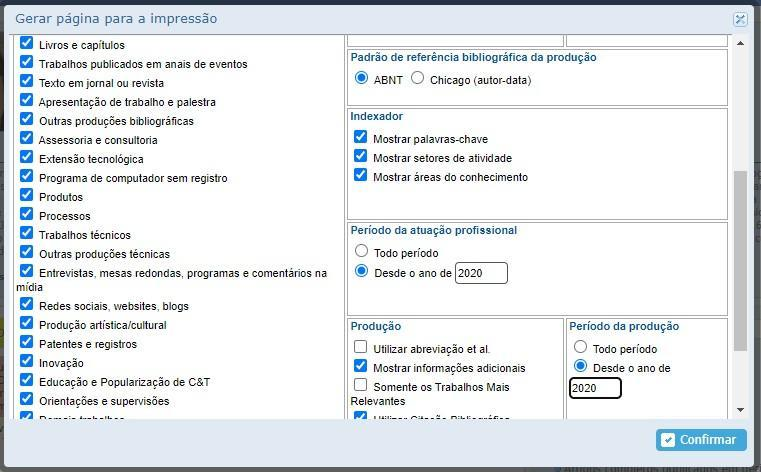 Gerar página para a impressão
Livros e capítulos
Trabalhos publicados em anais de eventos
Texto em jornal ou revista
Apresentação de trabalho e palestra
Outras produções bibliográficas
Assessoria e consultoria
Extensão tecnológica
Programa de computador sem registro
Produtos
Processos
Trabalhos técnicos
Outras produções técnicas
Entrevistas, mesas redondas, programas e comentários na
mídia
Redes sociais, websites, blogs
Produção artística/cultural
Patentes e registros
Inovação
Educação e Popularização de C&T
Orientações e supervisões
Demais trabalhos
Padrão de referência bibliográfica da produção
ABNT Chicago (autor-data)
Indexador
Mostrar palavras-chave
Mostrar setores de atividade
Mostrar áreas do conhecimento
Período da atuação profissional
Todo período
Desde o ano de 2020
Produção
Utilizar abreviação et al.
Mostrar informações adicionais
Somente os Trabalhos Mais
Relevantes
Utilizar Citação Bibliográfica
Período da produção
Todo período
Desde o ano de
2020
Confirmar